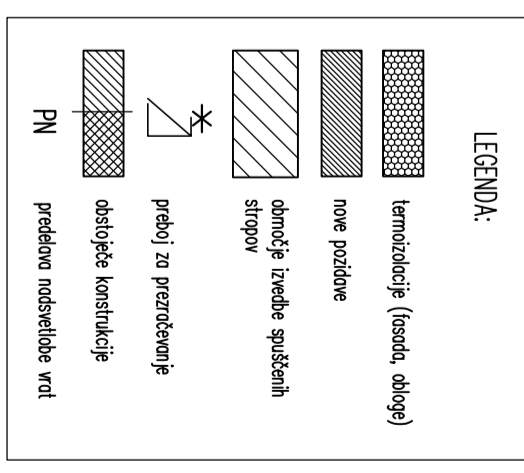 LEGENDA:
termoizolacije (fasada, obloge)
nove pozidave
območje izvedbe spuščenih
stropov
preboj za prezračevanje
obstoječe konstrukcije
PN predelava nadsvetlobe vrat